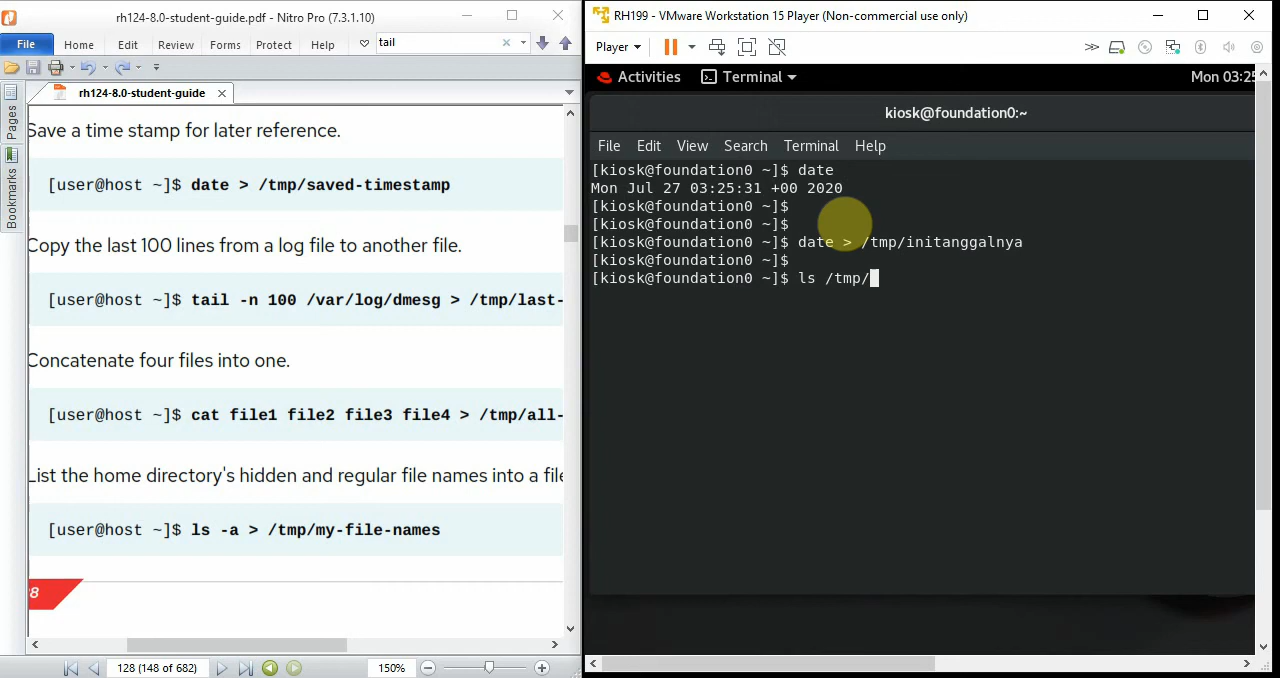 rh124-8.0-student-guide.pdf - Nitro Pro (7.3.1.10)
File Home Edit Review Forms Protect Help tail
rh124-8.0-student-guide
Pages
Bookmarks
Save a time stamp for later reference.
[user@host ~]$ date > /tmp/saved-timestamp
Copy the last 100 lines from a log file to another file.
[user@host ~]$ tail -n 100 /var/log/dmesg > /tmp/last-
Concatenate four files into one.
[user@host ~]$ cat file1 file2 file3 file4 > /tmp/all-
List the home directory's hidden and regular file names into a file
[user@host ~]$ ls -a > /tmp/my-file-names
8
128 (148 of 682) 150%
RH199 - VMware Workstation 15 Player (Non-commercial use only)
Player
Activities Terminal Mon 03:25
kiosk@foundation0:~
File Edit View Search Terminal Help
[kiosk@foundation0 ~]$ date
Mon Jul 27 03:25:31 +00 2020
[kiosk@foundation0 ~]$
[kiosk@foundation0 ~]$
[kiosk@foundation0 ~]$ date > /tmp/initanggalnya
[kiosk@foundation0 ~]$
[kiosk@foundation0 ~]$ ls /tmp/